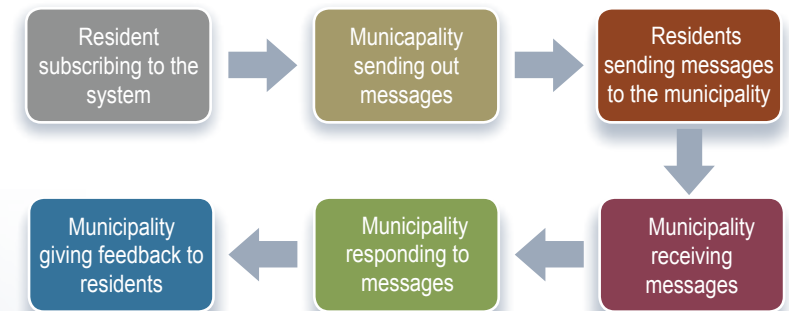 Resident
subscribing to the
system
Municapality
sending out
messages
Residents
sending messages
to the municipality
Municipality
receiving
messages
Municipality
responding to
messages
Municipality
giving feedback to
residents